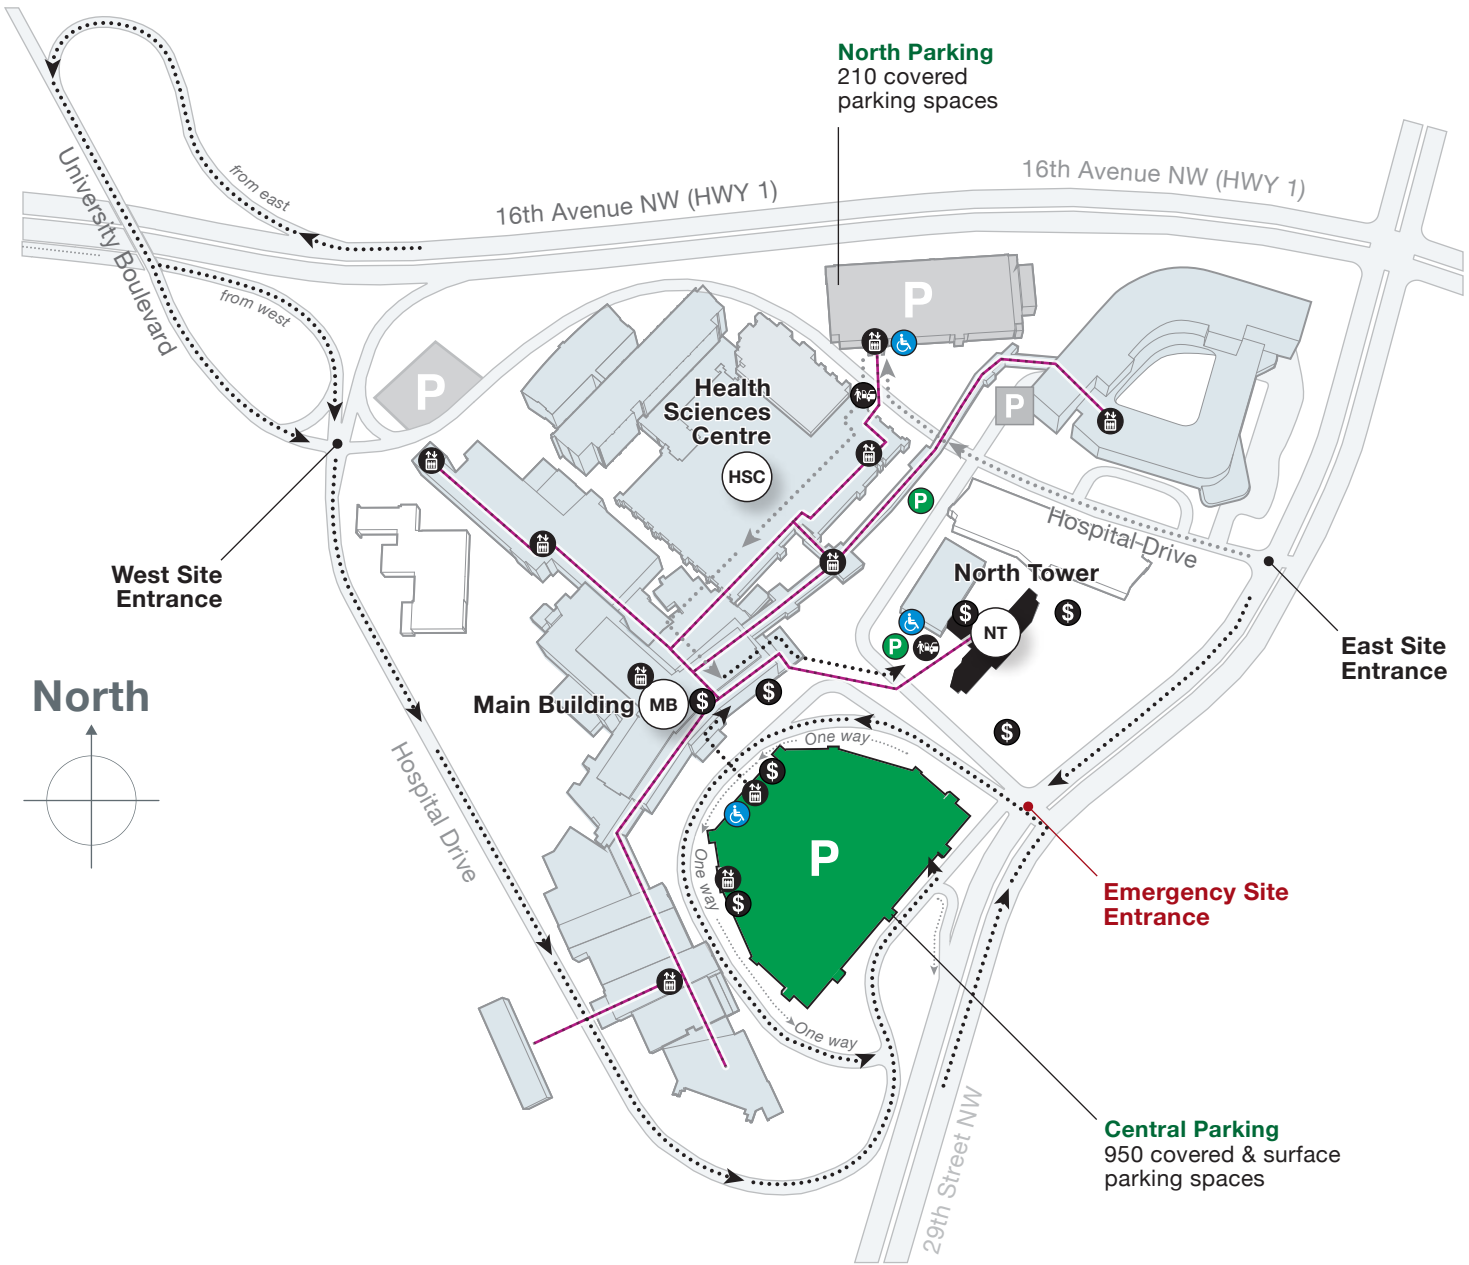 North Parking
210 covered
parking spaces
16th Avenue NW (HWY 1)
16th Avenue NW (HWY 1)
University Boulevard
from east
from west
P
P
P
Health
Sciences
Centre
HSC
P
Hospital Drive
West Site
Entrance
North Tower
$
$
NT
P
East Site
Entrance
North
Main Building
MB
$
$
$
One way
Hospital Drive
$
P
One way
$
Emergency Site
Entrance
One way
Central Parking
950 covered & surface
parking spaces
29th Street NW